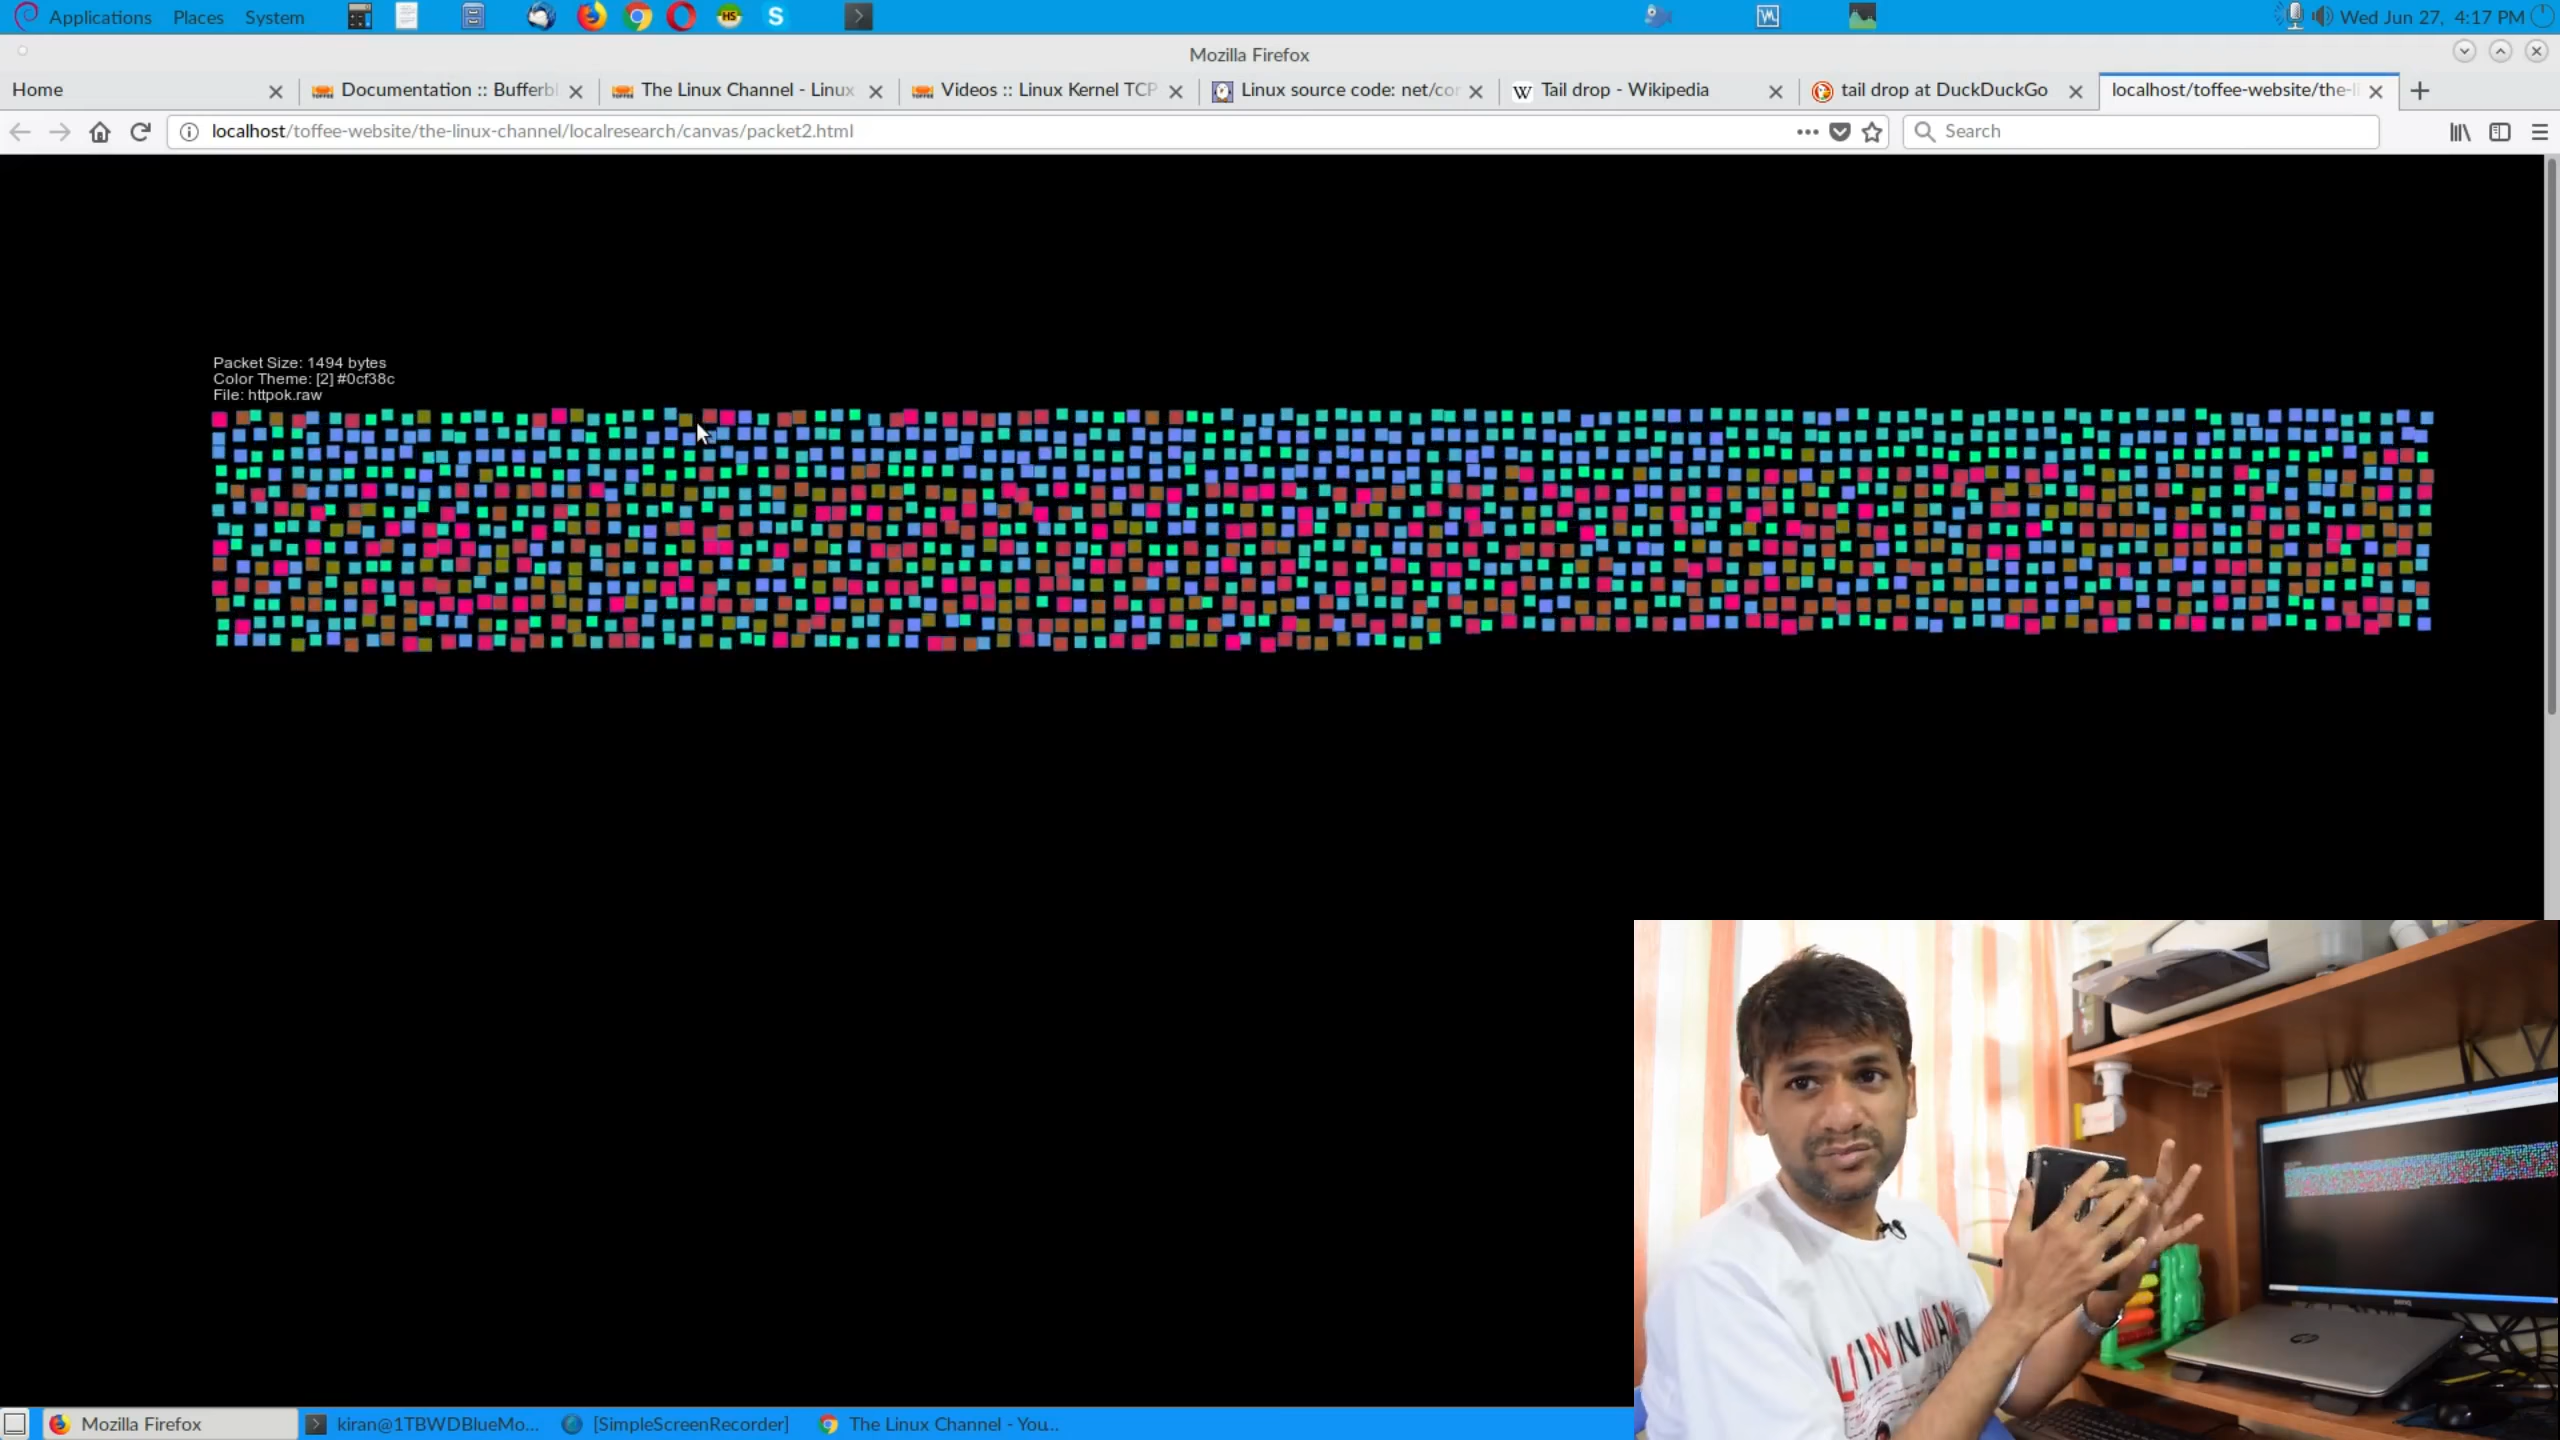 Applications Places System
HS
S
Wed Jun 27, 4:17 PM
Mozilla Firefox
Home
Documentation :: Bufferbl
The Linux Channel - Linux
Videos :: Linux Kernel TCP
Linux source code: net/cor
W Tail drop - Wikipedia
tail drop at DuckDuckGo
localhost/toffee-website/the-li
localhost/toffee-website/the-linux-channel/localresearch/canvas/packet2.html
Search
Packet Size: 1494 bytes
Color Theme: [2] #0cf38c
File: httpok.raw
Mozilla Firefox
kiran@1TBWDBlueMo...
[SimpleScreenRecorder]
The Linux Channel - You...